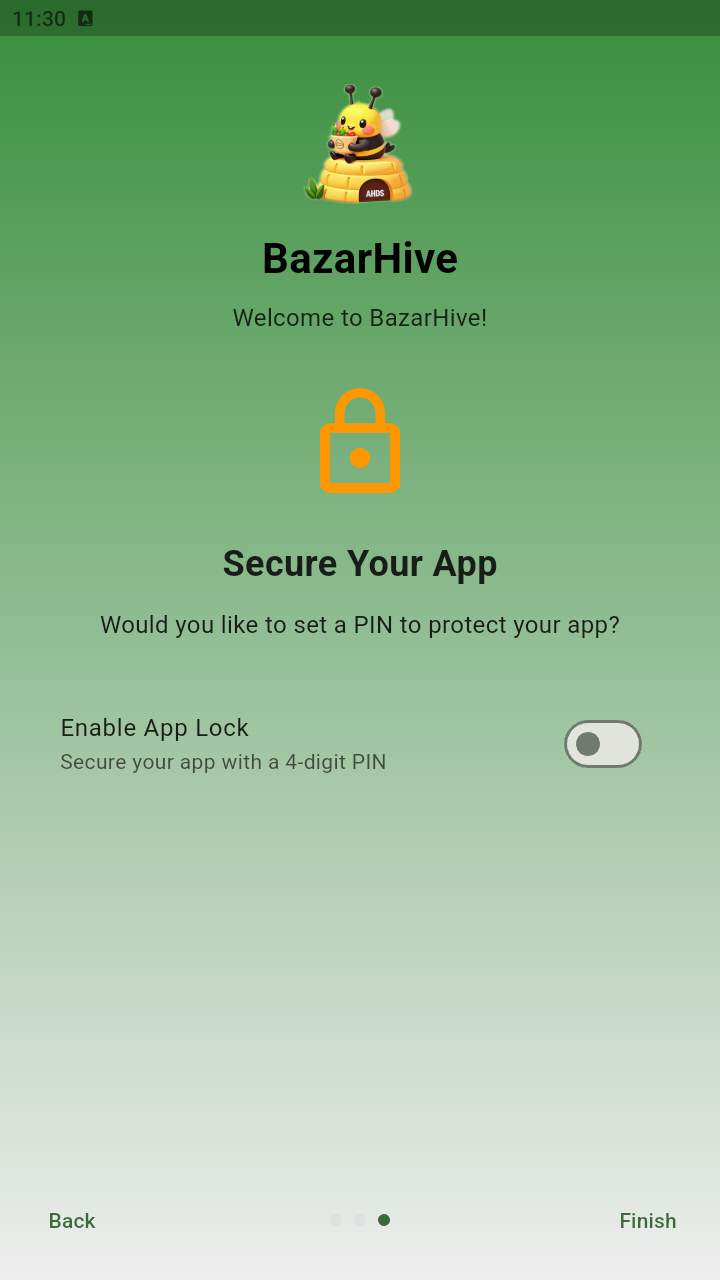 11:30
AHDS
BazarHive
Welcome to BazarHive!
Secure Your App
Would you like to set a PIN to protect your app?
Enable App Lock
Secure your app with a 4-digit PIN
Back
Finish